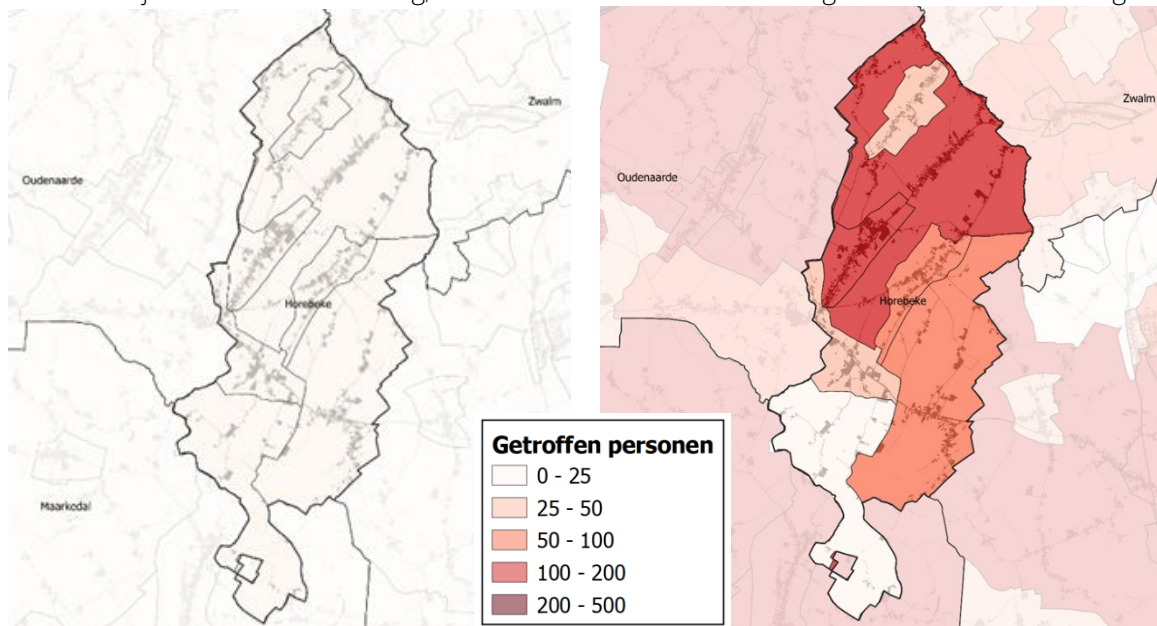 Zwalm
Oudenaarde
Horebeke
Maarkedal
Zwalm
Oudenaarde
Horebeke
Getroffen personen
0 - 25
25 - 50
50 - 100
100 - 200
200 - 500